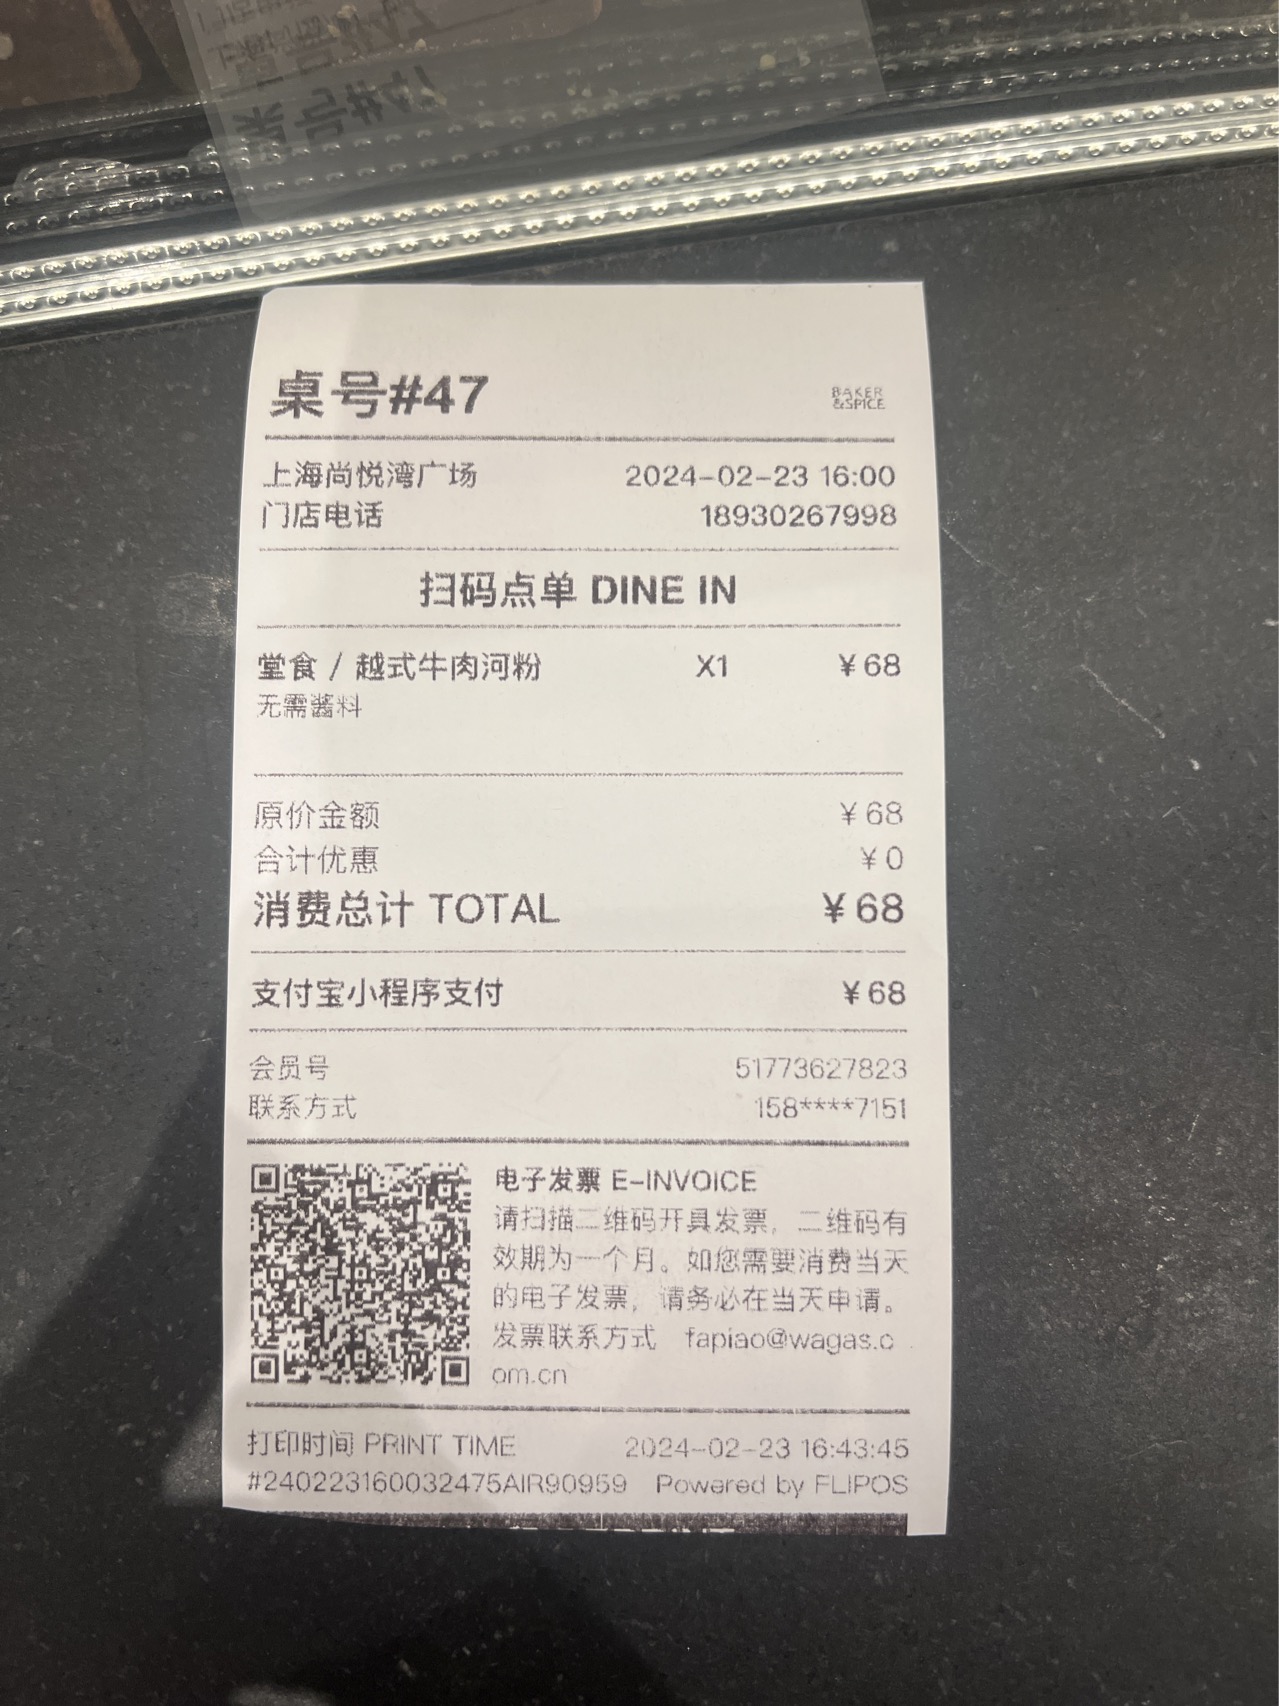 桌号#47
BAKER
&SPICE
上海尚悦湾广场 2024-02-23 16:00
门店电话 18930267998
扫码点单 DINE IN
堂食 / 越式牛肉河粉 X1 ¥68
无需酱料
原价金额 ¥68
合计优惠 ¥0
消费总计 TOTAL ¥68
支付宝小程序支付 ¥68
会员号 51773627823
联系方式 158****7151
电子发票 E-INVOICE
请扫描二维码开具发票，二维码有
效期为一个月。如您需要消费当天
的电子发票，请务必在当天申请。
发票联系方式 fapiao@wagas.c
om.cn
打印时间 PRINT TIME 2024-02-23 16:43:45
#240223160032475AIR90959 Powered by FLIPOS